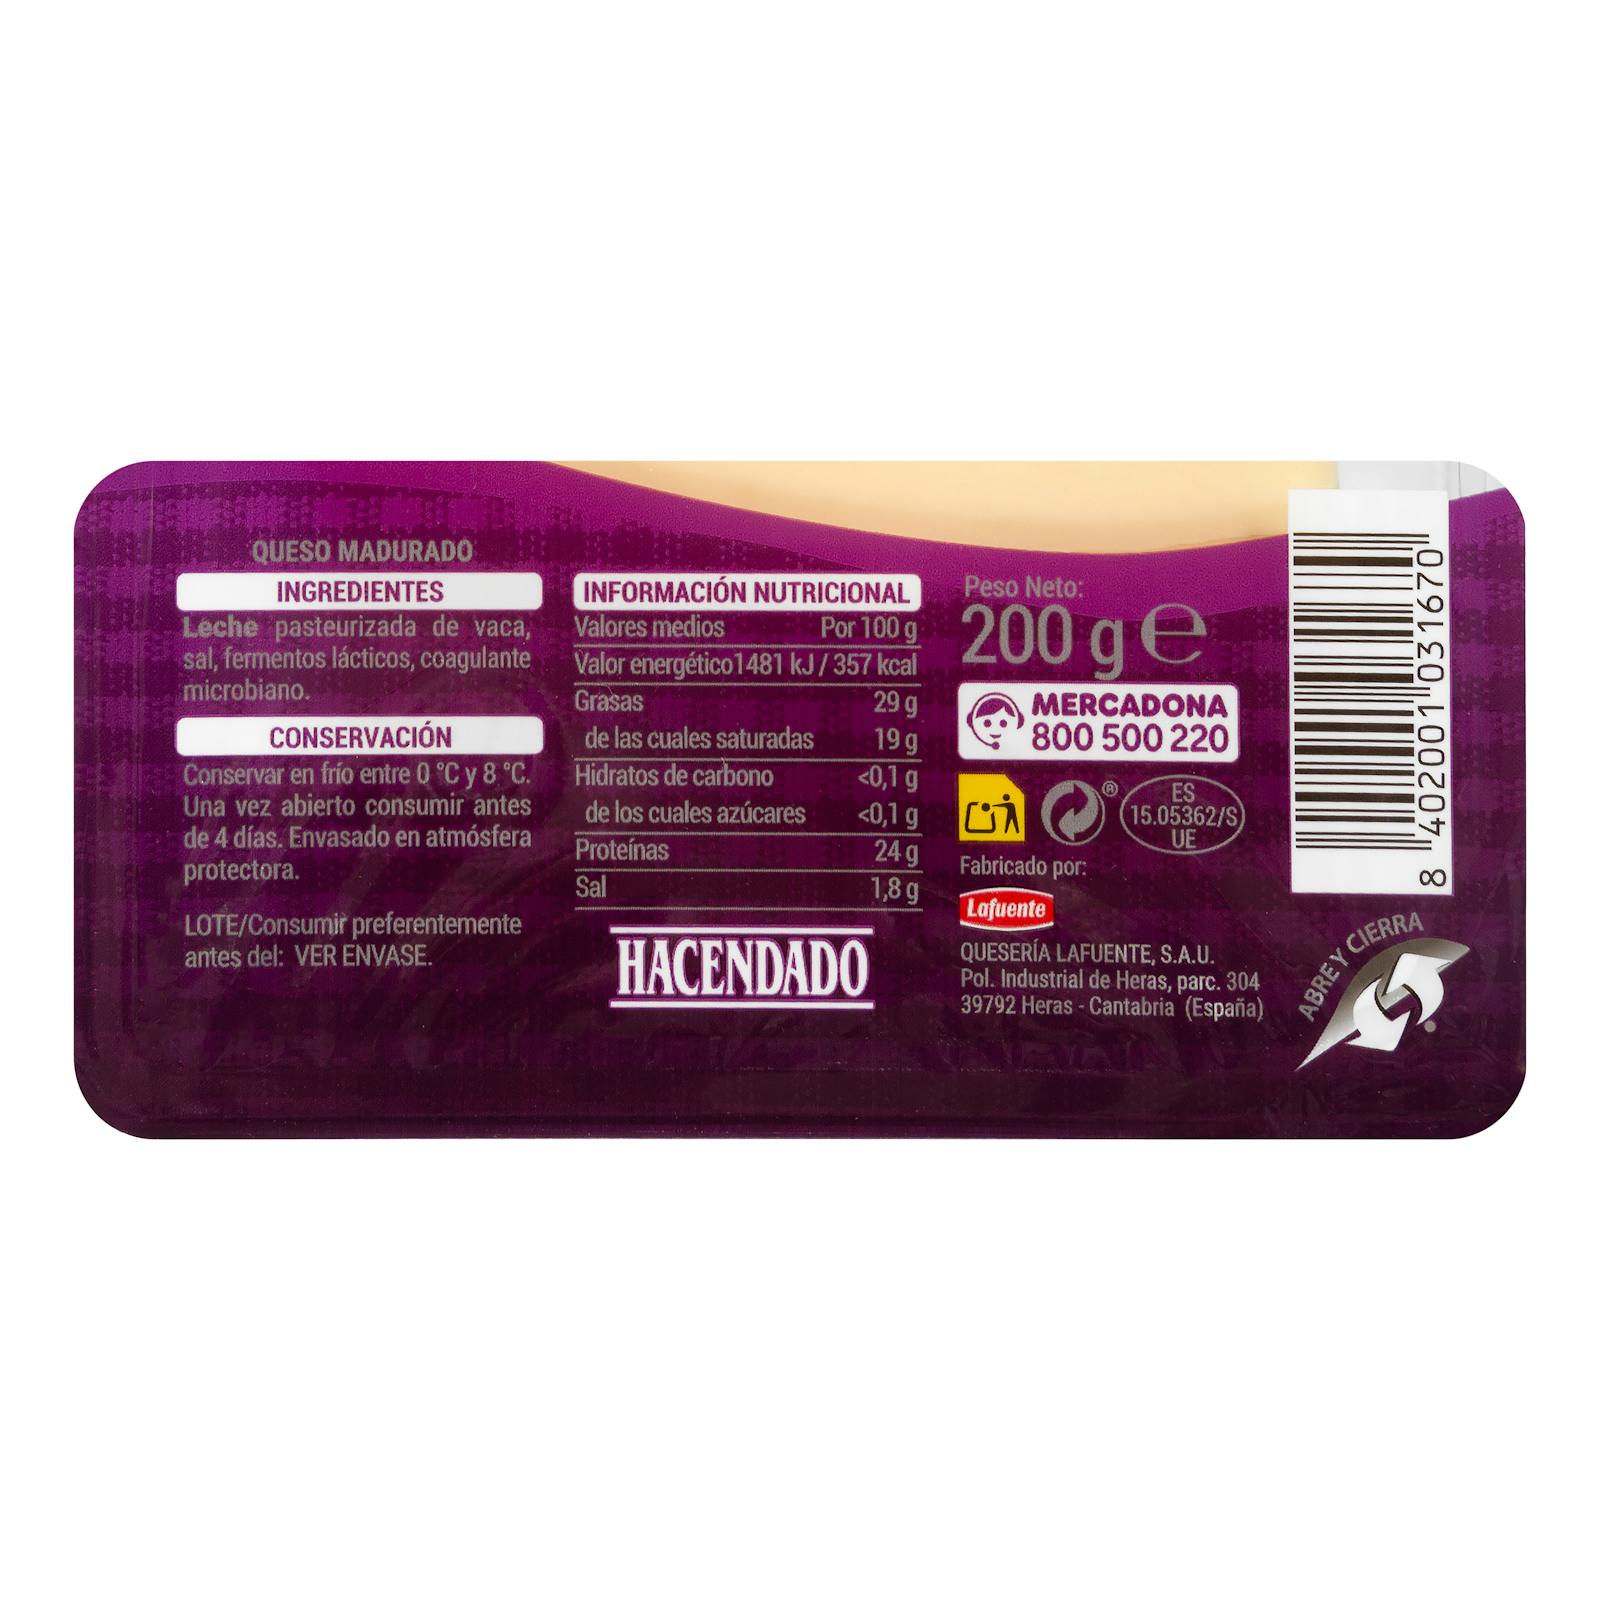 QUESO MADURADO
INGREDIENTES
Leche pasteurizada de vaca,
sal, fermentos lácticos, coagulante
microbiano.
CONSERVACIÓN
Conservar en frío entre 0 °C y 8 °C.
Una vez abierto consumir antes
de 4 días. Envasado en atmósfera
protectora.
LOTE/Consumir preferentemente
antes del: VER ENVASE.
INFORMACIÓN NUTRICIONAL
Valores medios Por 100 g
Valor energético 1481 kJ / 357 kcal
Grasas 29 g
de las cuales saturadas 19 g
Hidratos de carbono <0,1 g
de los cuales azúcares <0,1 g
Proteínas 24 g
Sal 1,8 g
HACENDADO
Peso Neto:
200 g e
MERCADONA
800 500 220
®
ES
15.05362/S
UE
Fabricado por:
Lafuente
QUESERÍA LAFUENTE, S.A.U.
Pol. Industrial de Heras, parc. 304
39792 Heras - Cantabria (España)
8 402001 031670
ABRE Y CIERRA